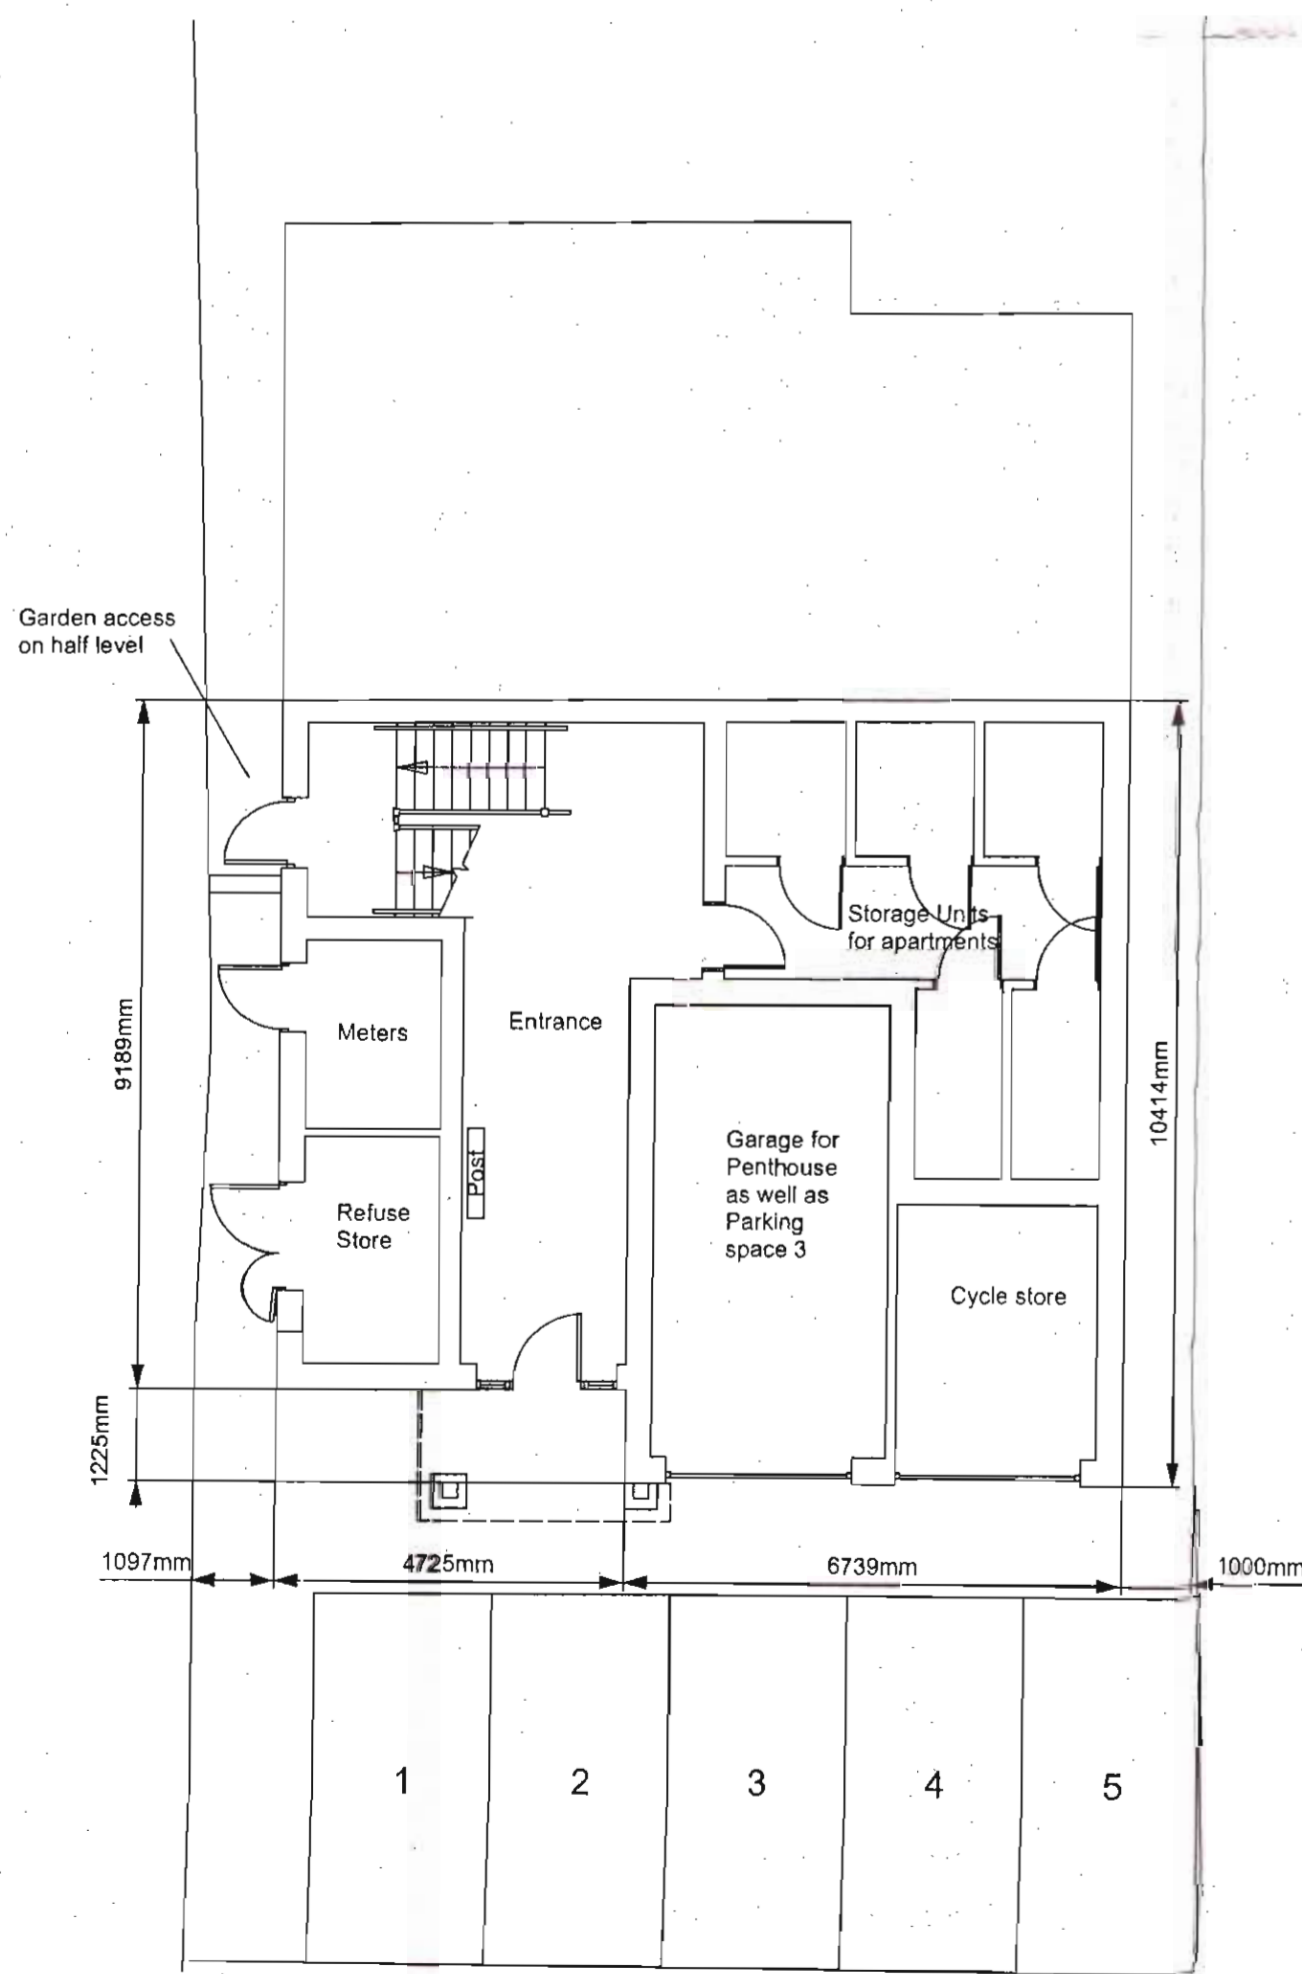 Garden access
on half level
Storage Units
for apartments
Entrance
Meters
9189mm
10414mm
Garage for
Penthouse
as well as
Parking
space 3
Post
Refuse
Store
Cycle store
1225mm
1097mm
4725mm
6739mm
1000mm
1
2
3
4
5